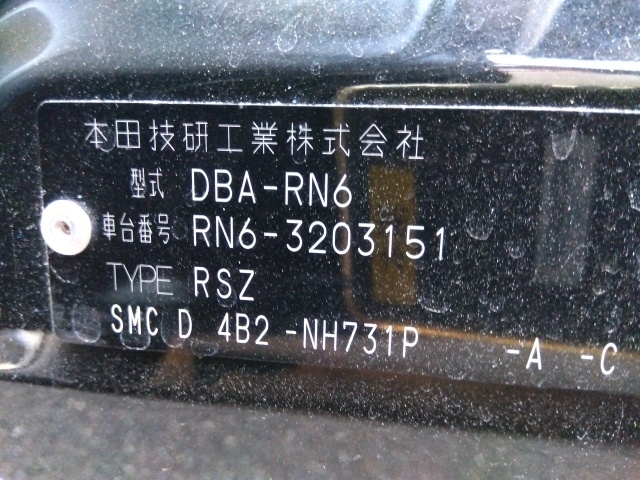 本田技研工業株式会社
型式 DBA-RN6
車台番号 RN6-3203151
TYPE RSZ
SMC D 4B2 -NH731P -A -C